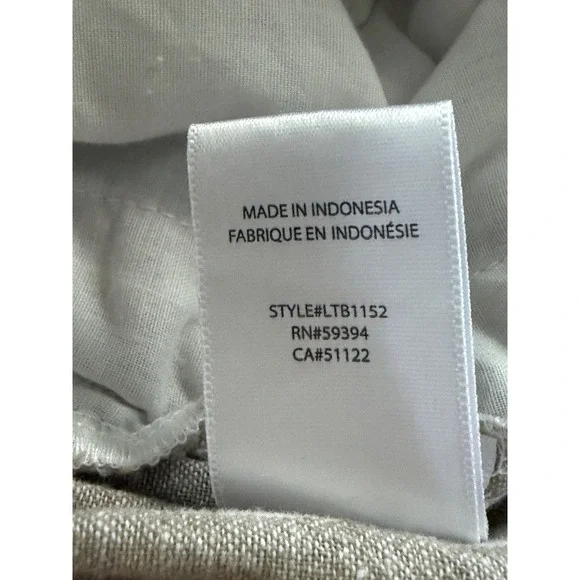 MADE IN INDONESIA
FABRIQUE EN INDONÉSIE
STYLE#LTB1152
RN#59394
CA#51122